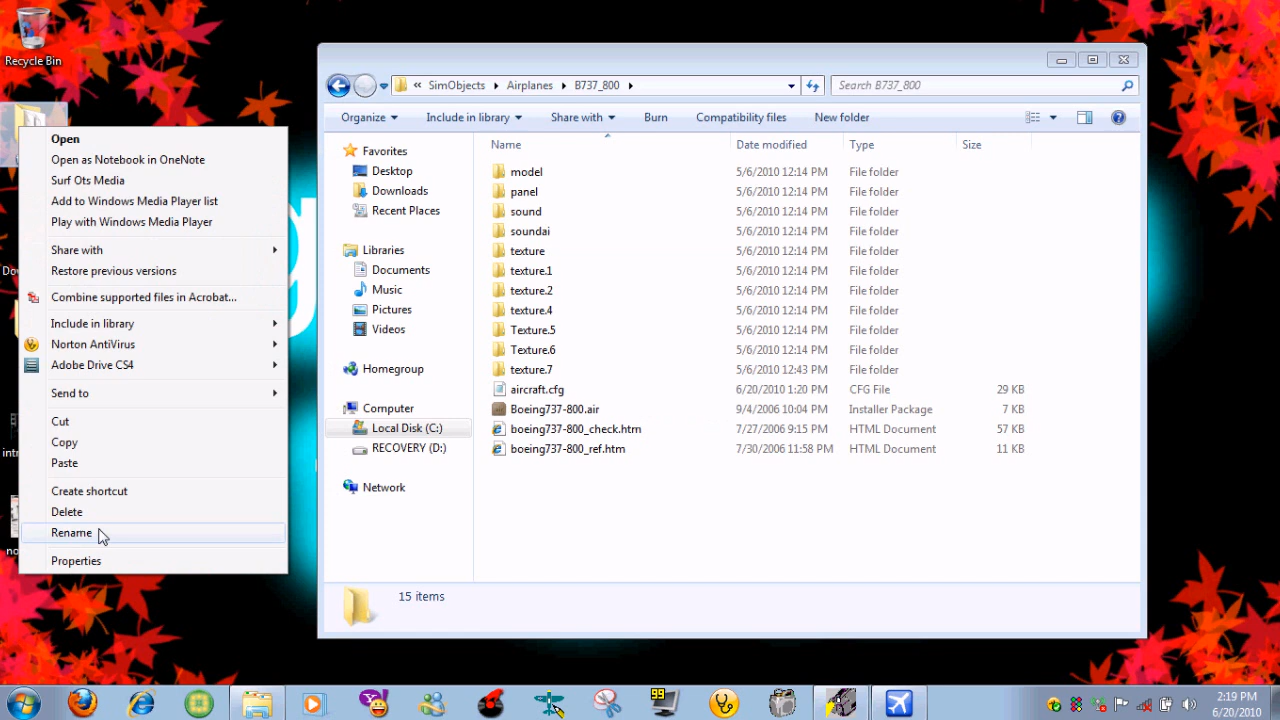 Recycle Bin
Open
Open as Notebook in OneNote
Surf Ots Media
Add to Windows Media Player list
Play with Windows Media Player
Share with
Restore previous versions
Combine supported files in Acrobat...
Include in library
Norton AntiVirus
Adobe Drive CS4
Send to
Cut
Copy
Paste
Create shortcut
Delete
Rename
Properties
« SimObjects Airplanes B737_800
Search B737_800
Organize Include in library Share with Burn Compatibility files New folder
Favorites
Desktop
Downloads
Recent Places
Libraries
Documents
Music
Pictures
Videos
Homegroup
Computer
Local Disk (C:)
RECOVERY (D:)
Network
Name Date modified Type Size
model 5/6/2010 12:14 PM File folder
panel 5/6/2010 12:14 PM File folder
sound 5/6/2010 12:14 PM File folder
soundai 5/6/2010 12:14 PM File folder
texture 5/6/2010 12:14 PM File folder
texture.1 5/6/2010 12:14 PM File folder
texture.2 5/6/2010 12:14 PM File folder
texture.4 5/6/2010 12:14 PM File folder
Texture.5 5/6/2010 12:14 PM File folder
Texture.6 5/6/2010 12:14 PM File folder
texture.7 5/6/2010 12:43 PM File folder
aircraft.cfg 6/20/2010 1:20 PM CFG File 29 KB
Boeing737-800.air 9/4/2006 10:04 PM Installer Package 7 KB
boeing737-800_check.htm 7/27/2006 9:15 PM HTML Document 57 KB
boeing737-800_ref.htm 7/30/2006 11:58 PM HTML Document 11 KB
15 items
99
2:19 PM
6/20/2010